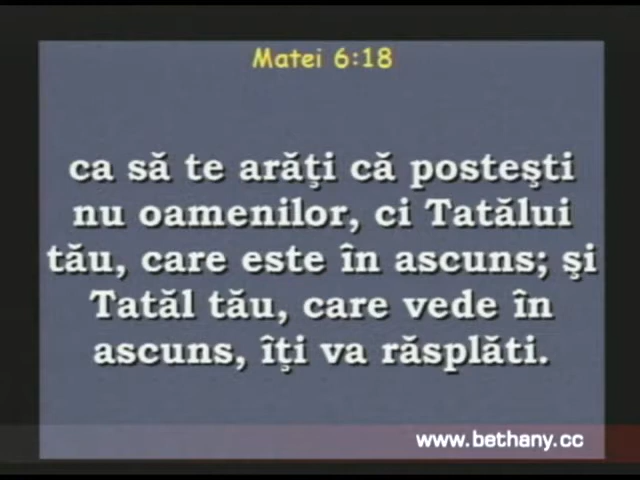 Matei 6:18
ca să te arăţi că posteşti
nu oamenilor, ci Tatălui
tău, care este în ascuns; şi
Tatăl tău, care vede în
ascuns, îţi va răsplăti.
www.bethany.cc